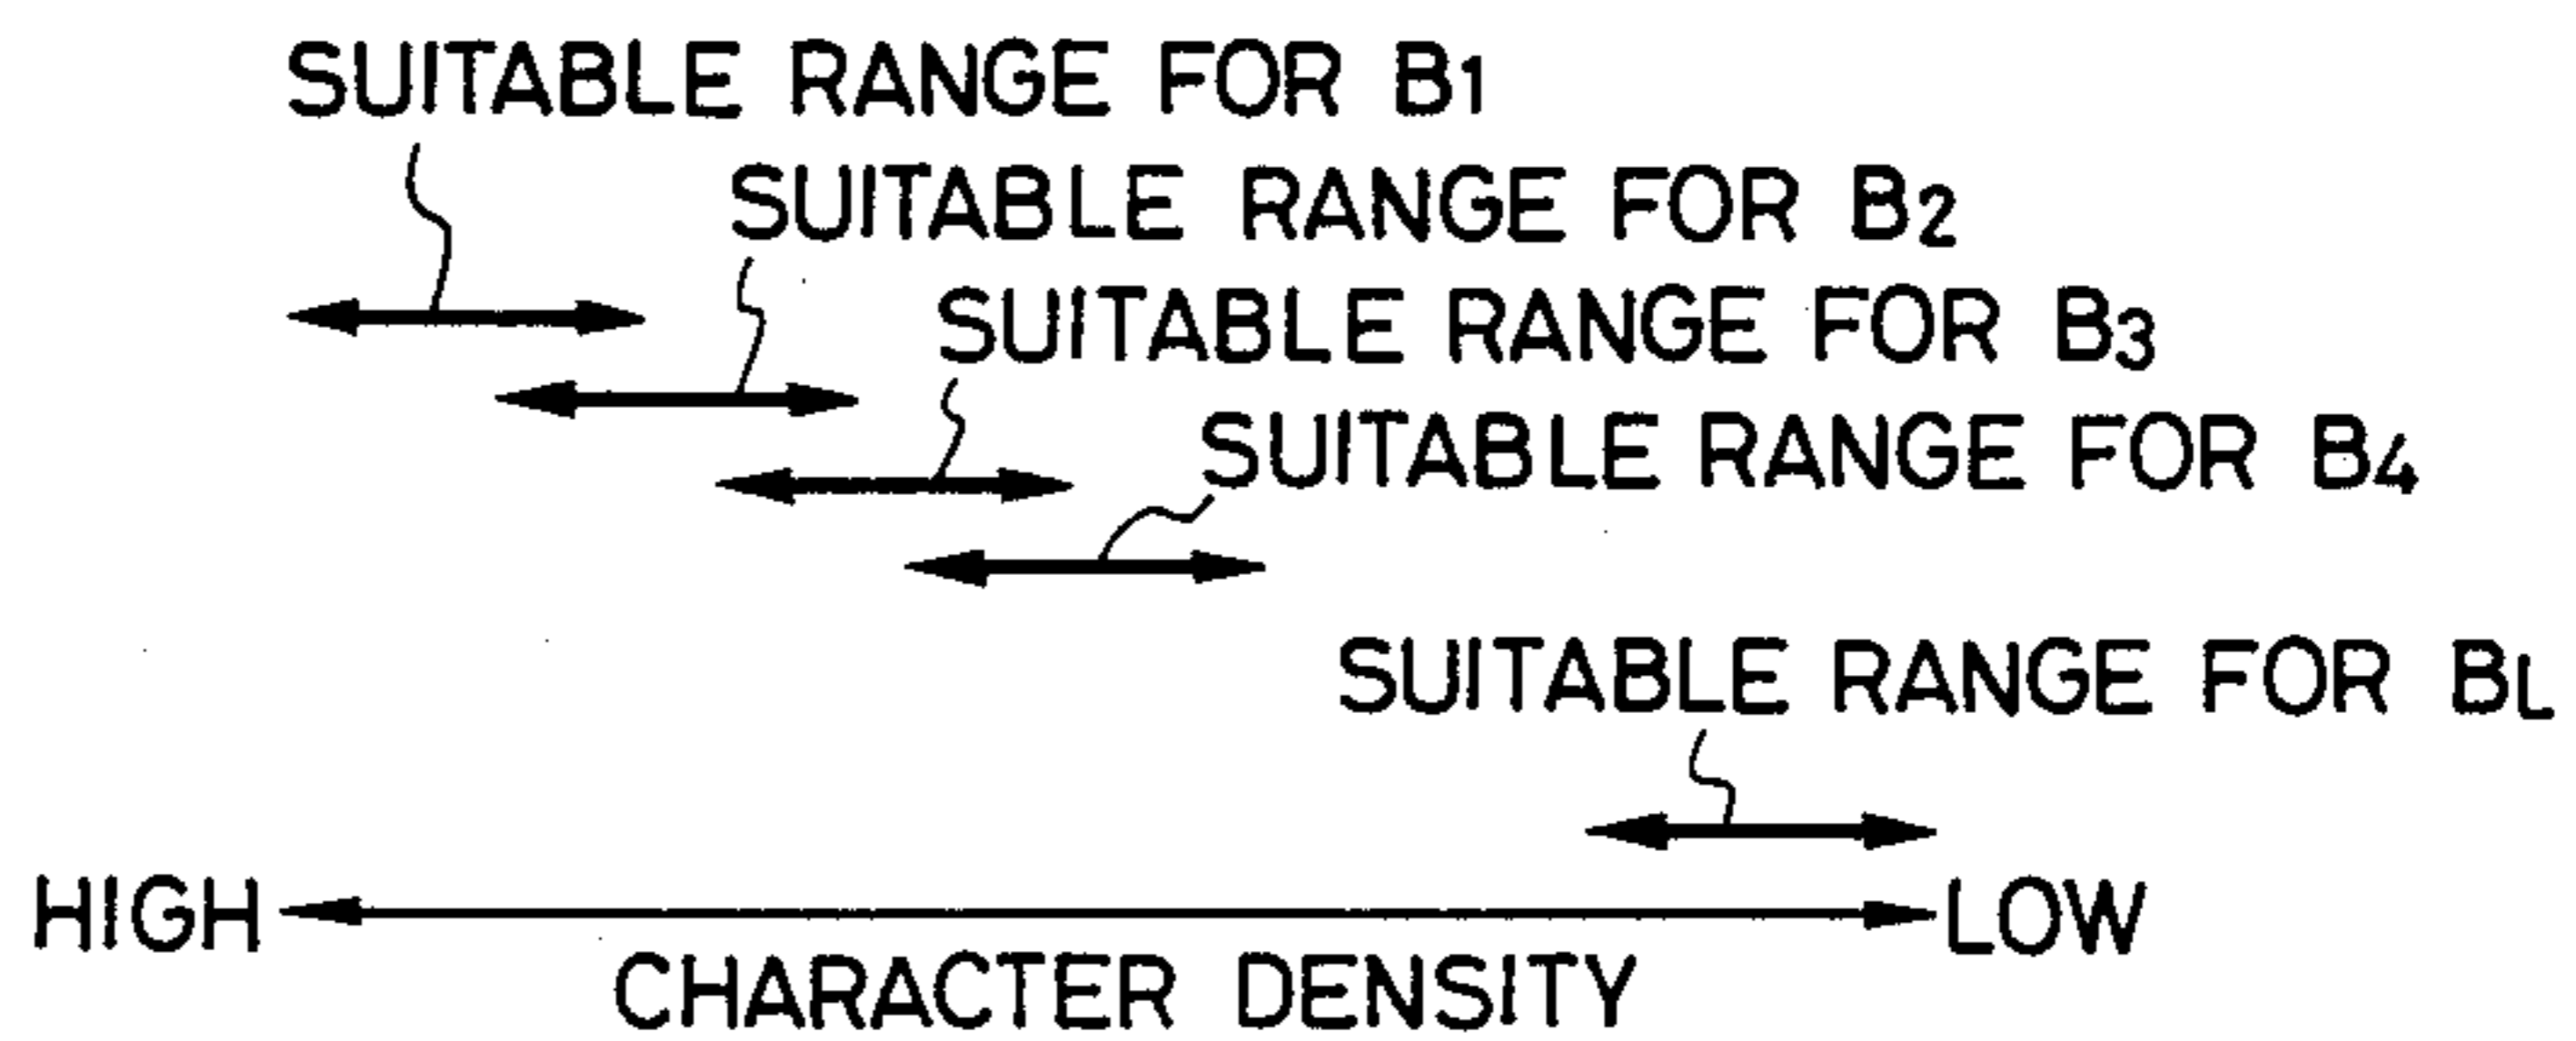 SUITABLE RANGE FOR B1
SUITABLE RANGE FOR B2
SUITABLE RANGE FOR B3
SUITABLE RANGE FOR B4
SUITABLE RANGE FOR BL
HIGH
LOW
CHARACTER DENSITY